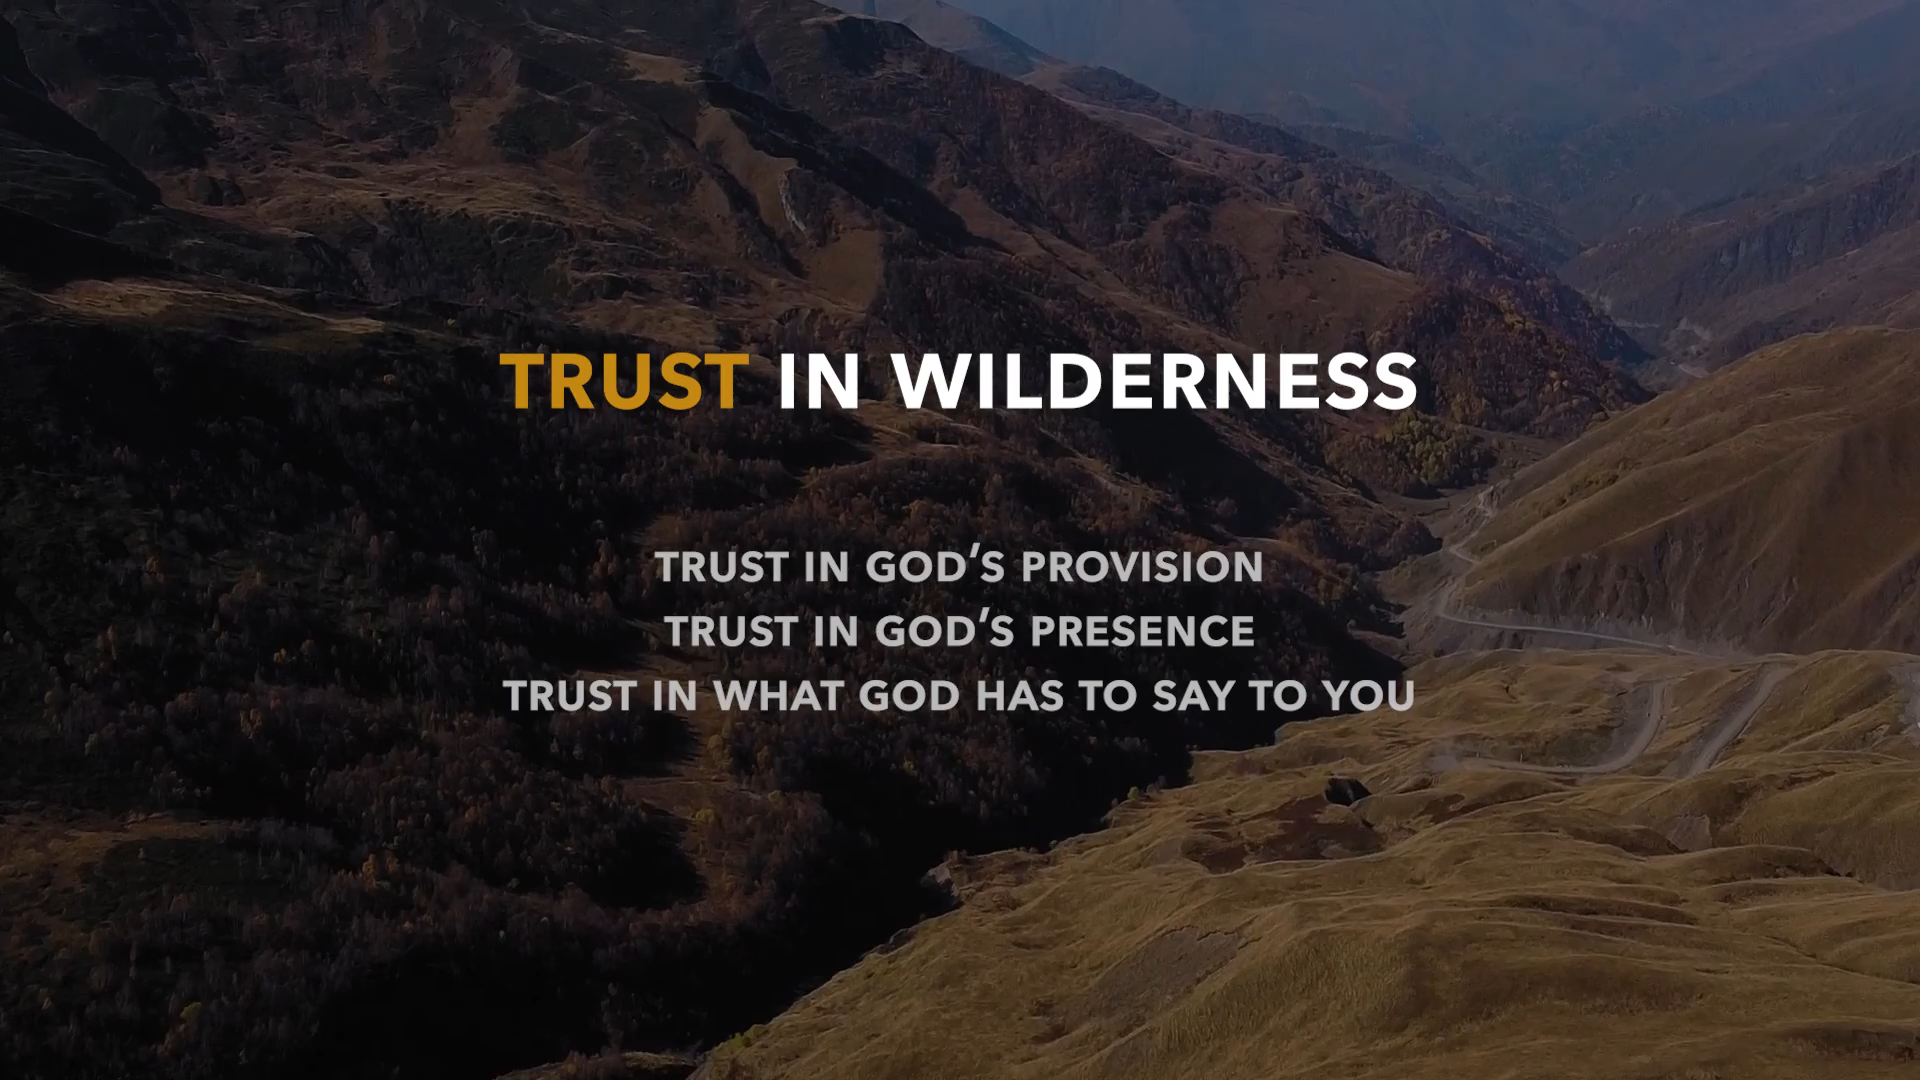 TRUST IN WILDERNESS
TRUST IN GOD'S PROVISION
TRUST IN GOD'S PRESENCE
TRUST IN WHAT GOD HAS TO SAY TO YOU